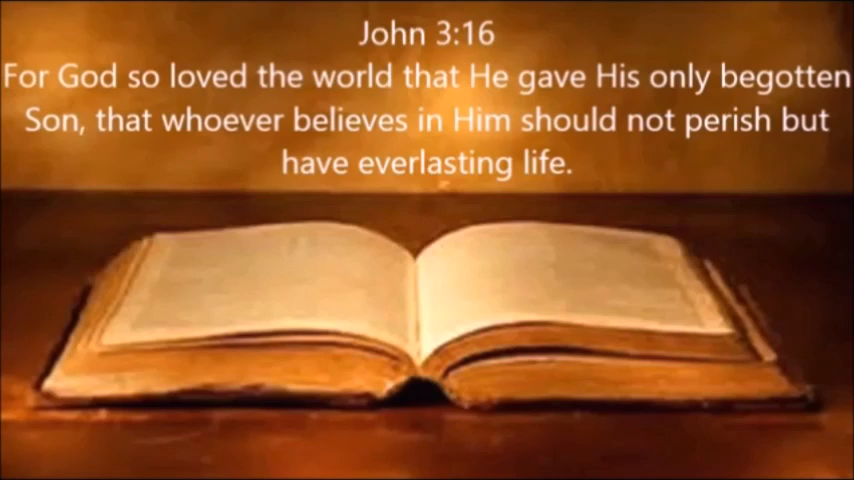 John 3:16
For God so loved the world that He gave His only begotten
Son, that whoever believes in Him should not perish but
have everlasting life.